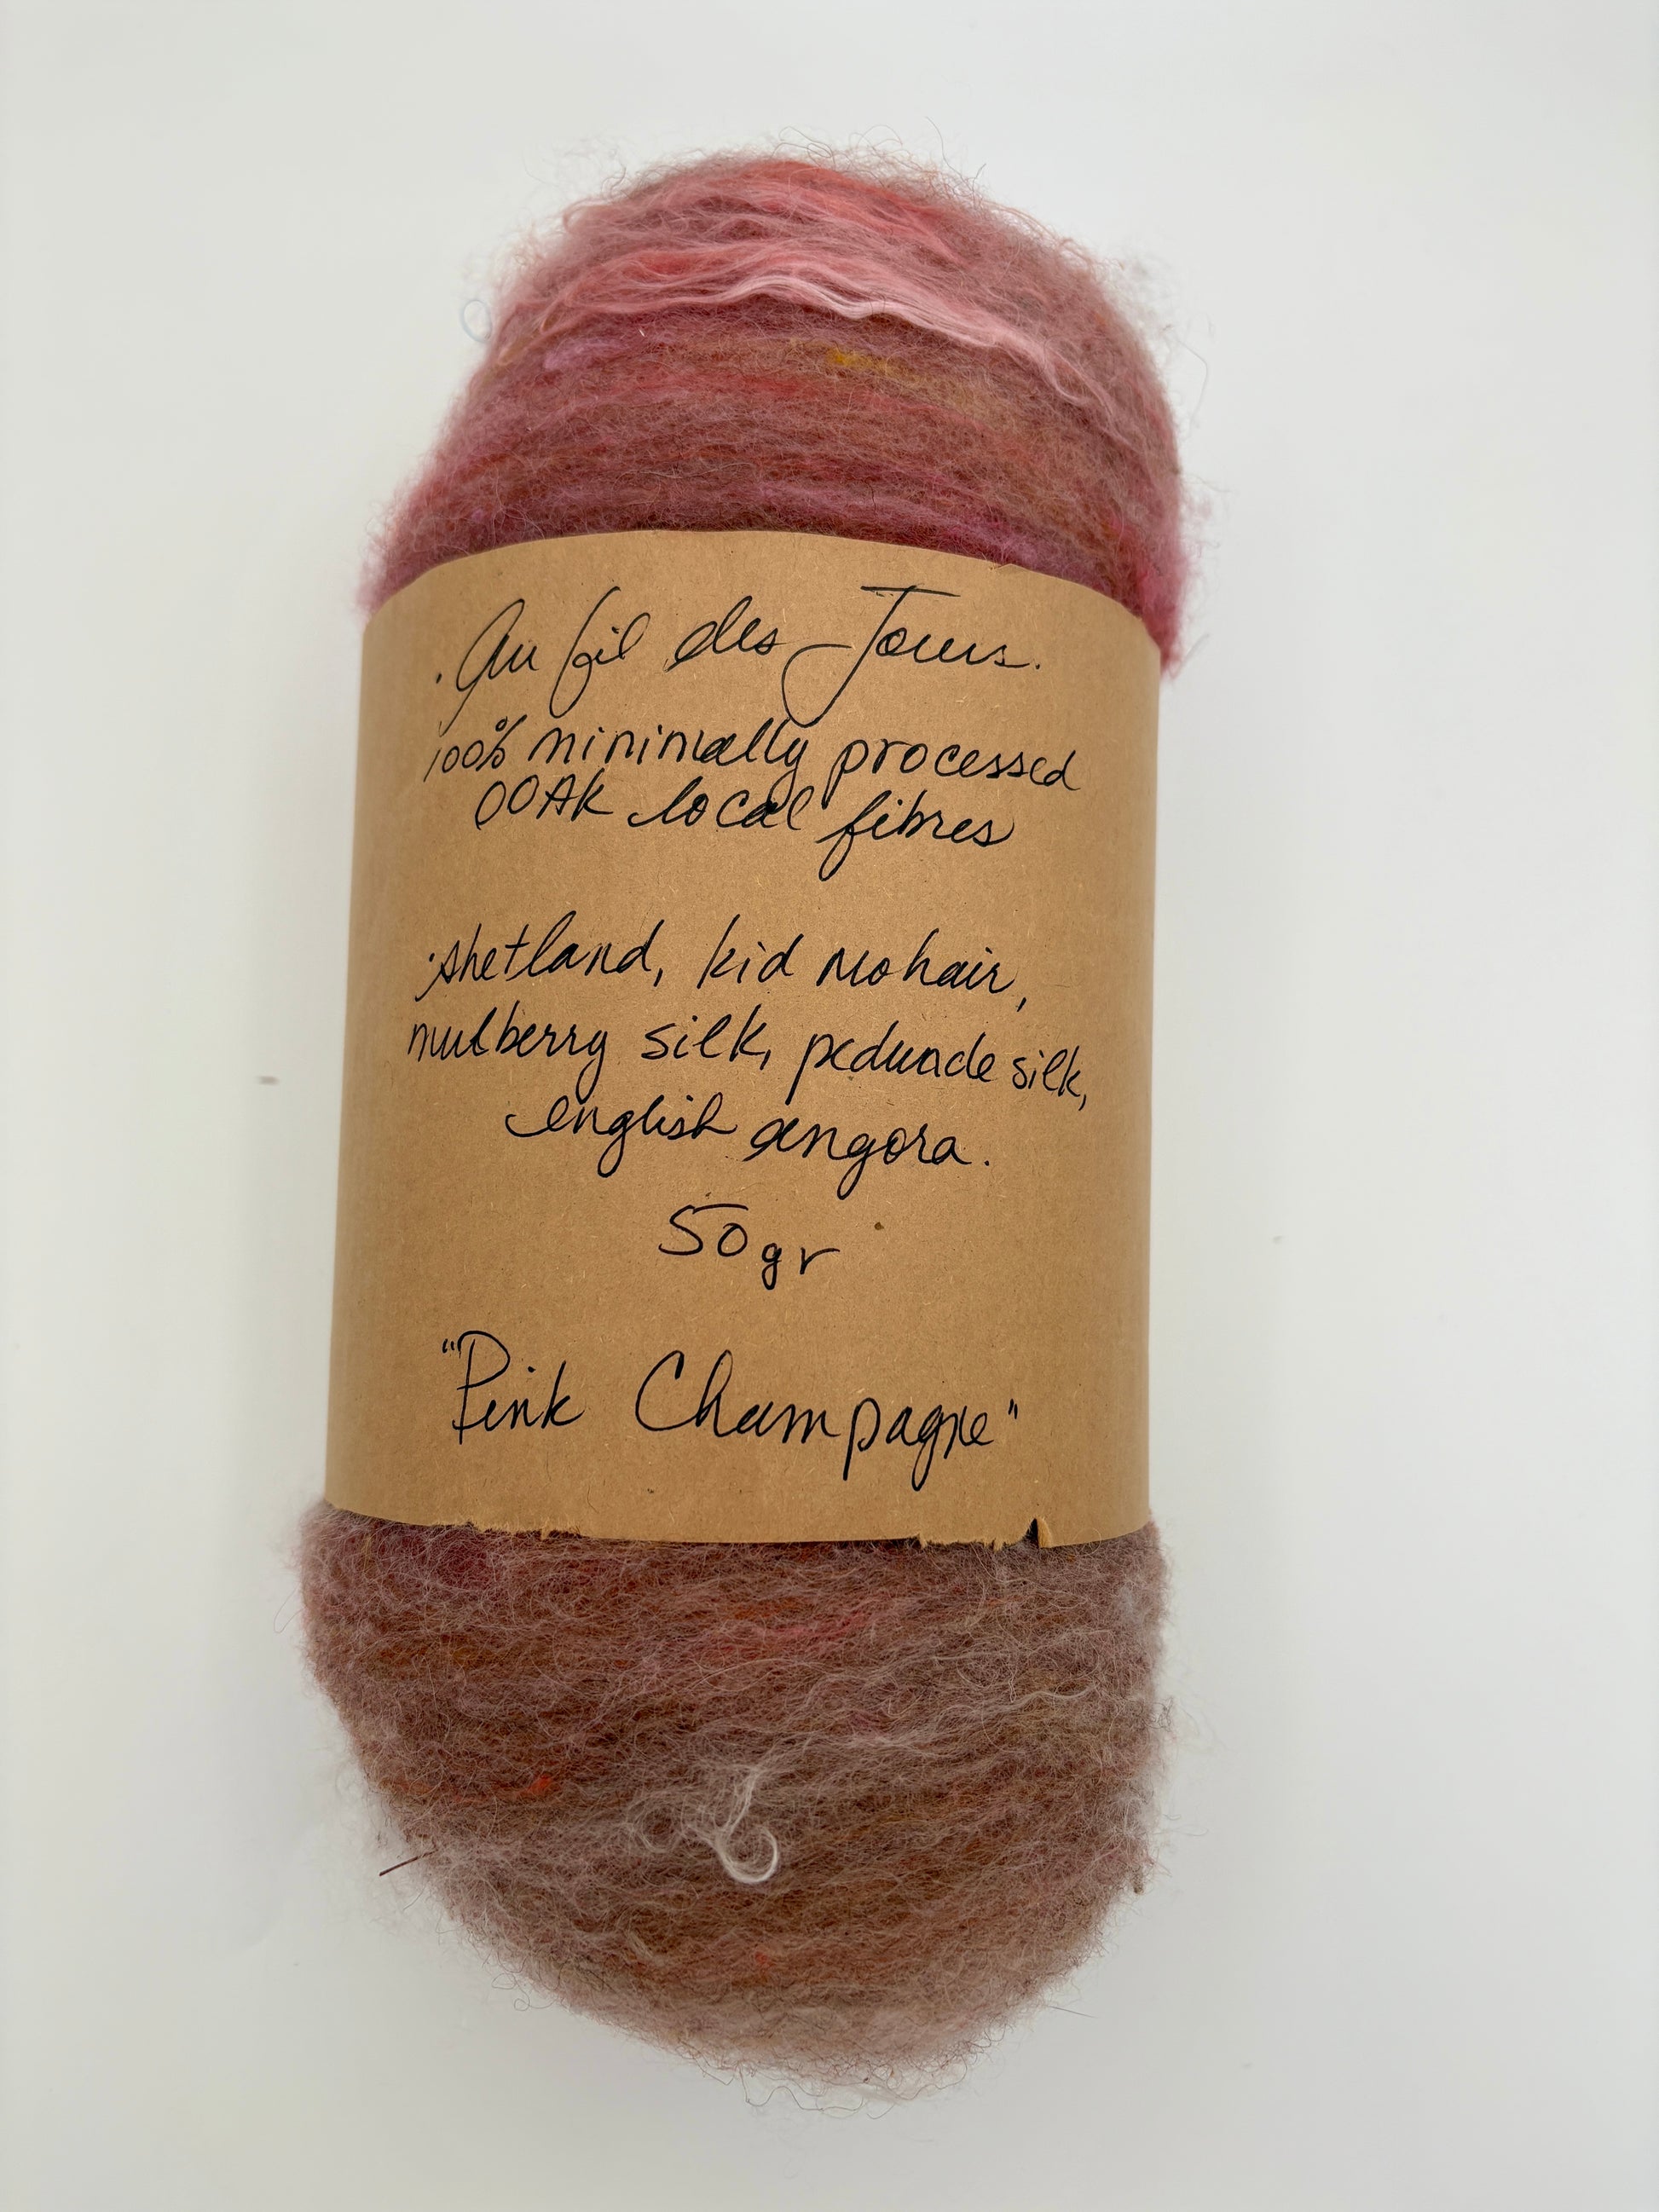 . Au fil des Jours.
100% minimally processed
OOAK local fibres
. shetland, kid mohair,
mulberry silk, peduncle silk,
english angora.
50gr
"Pink Champagne"